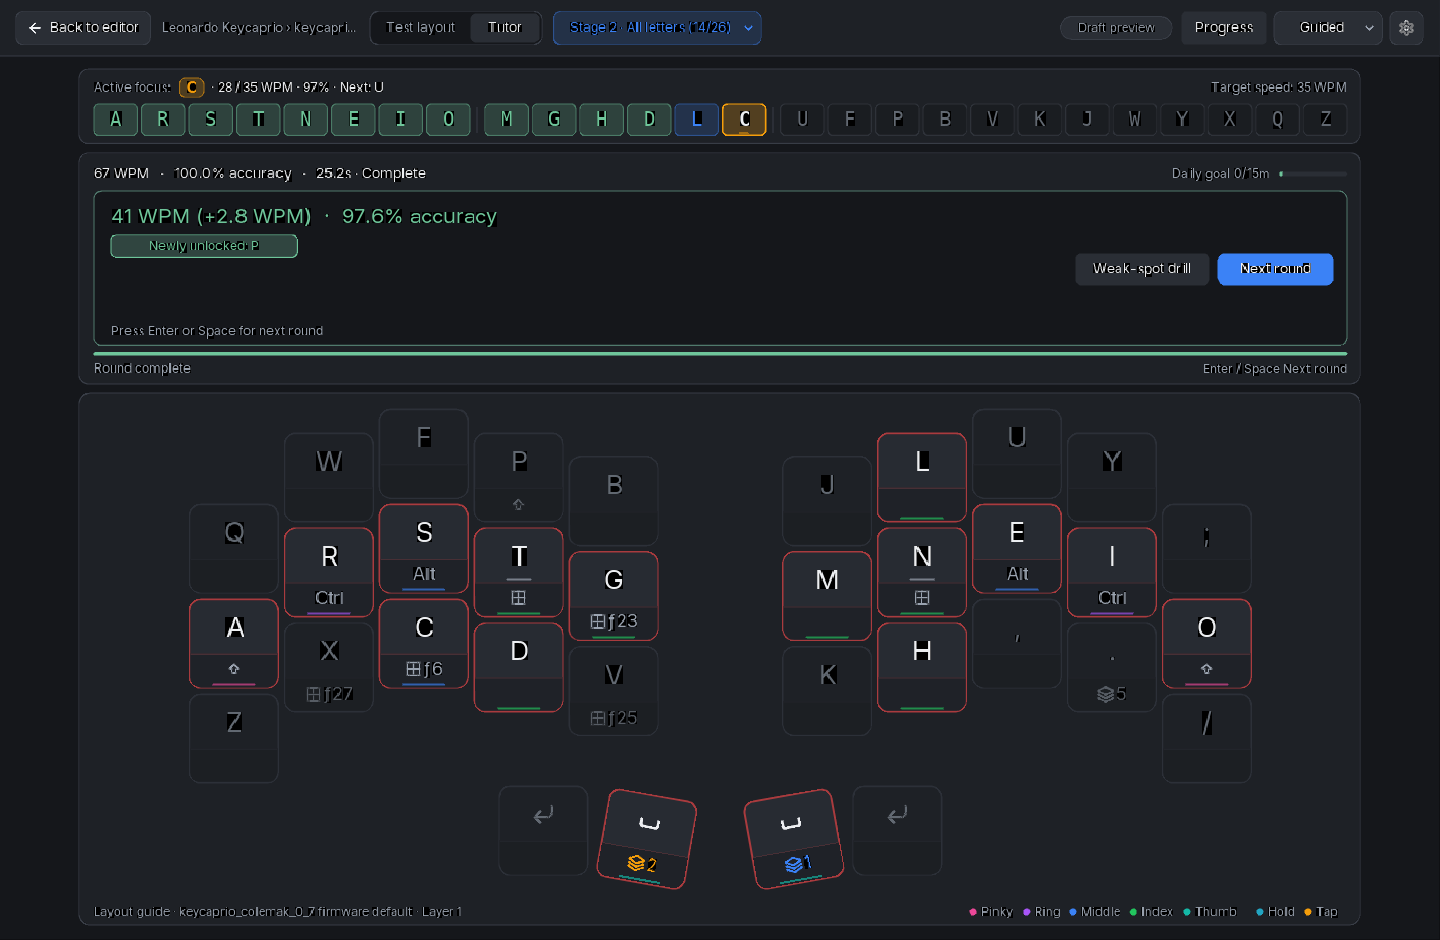 Back to editor
Leonardo Keycaprio › keycapri...
Test layout
Tutor
Stage 2 · All letters (14/26)
Draft preview
Progress
Guided
Active focus: C · 28 / 35 WPM · 97% · Next: U
Target speed: 35 WPM
A R S T N E I O M G H D L C U F P B V K J W Y X Q Z
67 WPM · 100.0% accuracy · 25.2s · Complete
Daily goal 0/15m
41 WPM (+2.8 WPM) · 97.6% accuracy
Newly unlocked: P
Weak-spot drill
Next round
Press Enter or Space for next round
Round complete
Enter / Space Next round
F U
W P L Y
B J
Q S E ;
R T N I
Alt Alt
G M
Ctrl Ctrl
A C , O
ƒ23
X D H .
ƒ6
V K
ƒ27 5
ƒ25
Z /
2 1
Layout guide · keycaprio_colemak_0_7 firmware default · Layer 1
Pinky Ring Middle Index Thumb Hold Tap